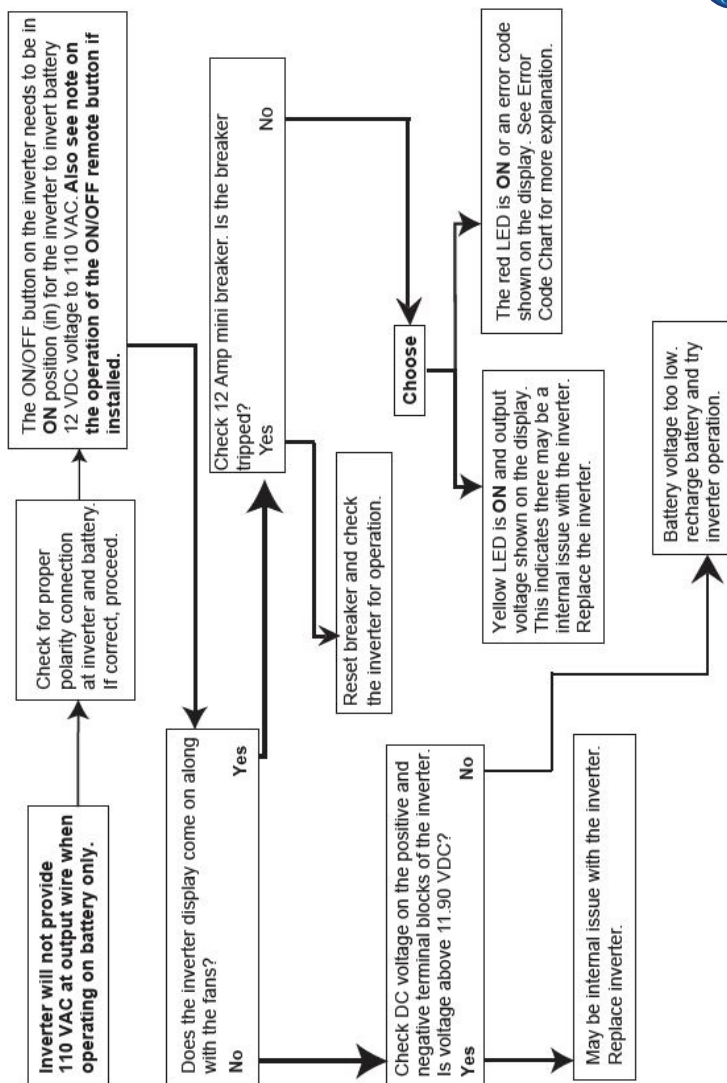 Inverter will not provide
110 VAC at output wire when
operating on battery only.
Check for proper
polarity connection
at inverter and battery.
If correct, proceed.
The ON/OFF button on the inverter needs to be in
ON position (in) for the inverter to invert battery
12 VDC voltage to 110 VAC. Also see note on
the operation of the ON/OFF remote button if
installed.
Does the inverter display come on along
with the fans?
No
Yes
Check 12 Amp mini breaker. Is the breaker
tripped?
Yes
No
Reset breaker and check
the inverter for operation.
Choose
Check DC voltage on the positive and
negative terminal blocks of the inverter.
Is voltage above 11.90 VDC?
Yes
No
Yellow LED is ON and output
voltage shown on the display.
This indicates there may be a
internal issue with the inverter.
Replace the inverter.
The red LED is ON or an error code
shown on the display. See Error
Code Chart for more explanation.
May be internal issue with the inverter.
Replace inverter.
Battery voltage too low.
recharge battery and try
inverter operation.